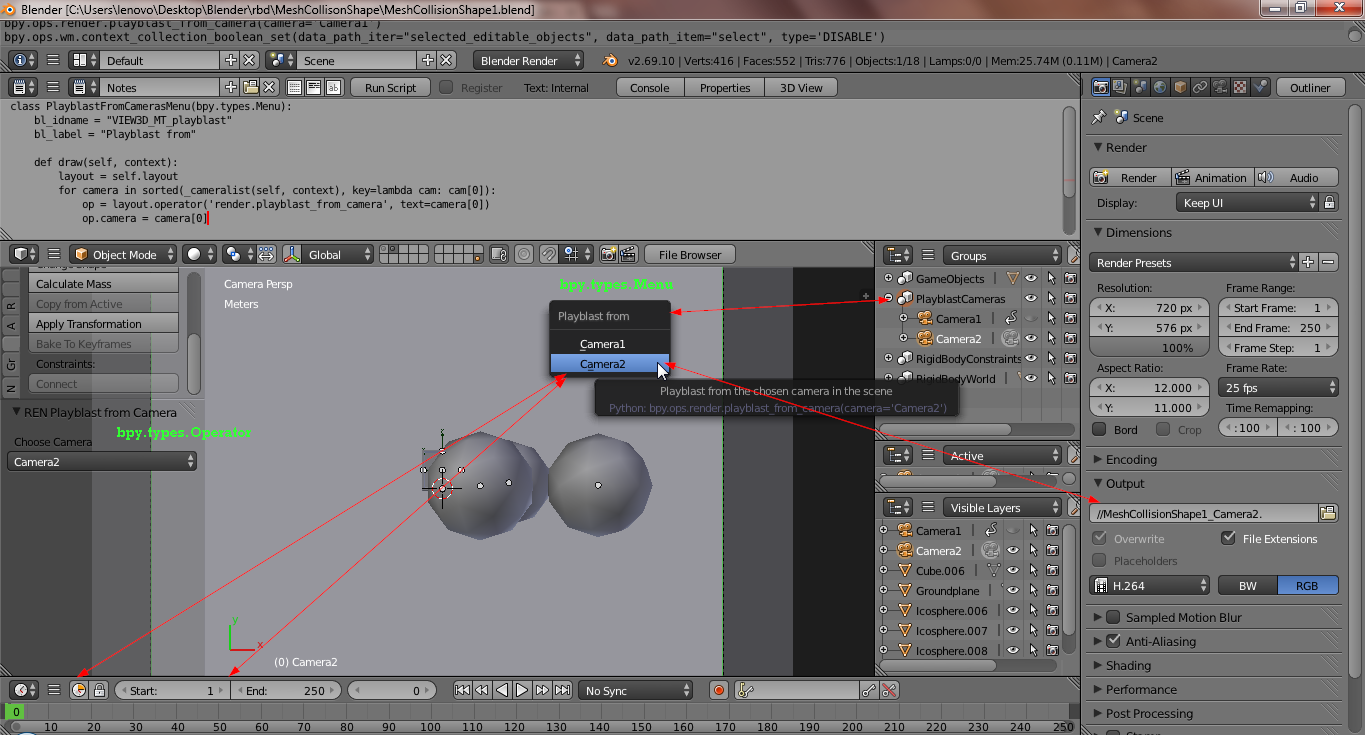 Blender [C:\Users\lenovo\Desktop\Blender\rbd\MeshCollisonShape\MeshCollisionShape1.blend]
bpy.ops.render.playblast_from_camera(camera='Camera1')
bpy.ops.wm.context_collection_boolean_set(data_path_iter="selected_editable_objects", data_path_item="select", type='DISABLE')
Default
Scene
Blender Render
v2.69.10 | Verts:416 | Faces:552 | Tris:776 | Objects:1/18 | Lamps:0/0 | Mem:25.74M (0.11M) | Camera2
Notes
Run Script
Register
Text: Internal
Console
Properties
3D View
Outliner
class PlayblastFromCamerasMenu(bpy.types.Menu):
bl_idname = "VIEW3D_MT_playblast"
bl_label = "Playblast from"
def draw(self, context):
layout = self.layout
for camera in sorted(_cameralist(self, context), key=lambda cam: cam[0]):
op = layout.operator('render.playblast_from_camera', text=camera[0])
op.camera = camera[0]
Object Mode
Global
File Browser
Calculate Mass
Copy from Active
Apply Transformation
Bake To Keyframes
Constraints:
Connect
R
A
Gr
N
REN Playblast from Camera
Choose Camera
bpy.types.Operator
Camera2
Camera Persp
Meters
bpy.types.Menu
Playblast from
Camera1
Camera2
Playblast from the chosen camera in the scene
Python: bpy.ops.render.playblast_from_camera(camera='Camera2')
y
x
(0) Camera2
Groups
GameObjects
PlayblastCameras
Camera1
Camera2
RigidBodyConstraints
RigidBodyWorld
Active
Visible Layers
Camera1
Camera2
Cube.006
Groundplane
Icosphere.006
Icosphere.007
Icosphere.008
Scene
Render
Render
Animation
Audio
Display:
Keep UI
Dimensions
Render Presets
Resolution:
X: 720 px
Y: 576 px
100%
Frame Range:
Start Frame: 1
End Frame: 250
Frame Step: 1
Aspect Ratio:
X: 12.000
Y: 11.000
Frame Rate:
25 fps
Time Remapping:
: 100
: 100
Bord
Crop
Encoding
Output
//MeshCollisionShape1_Camera2.
Overwrite
File Extensions
Placeholders
H.264
BW
RGB
Sampled Motion Blur
Anti-Aliasing
Shading
Performance
Post Processing
Start: 1
End: 250
0
No Sync
0
10 20 30 40 50 60 70 80 90 100 110 120 130 140 150 160 170 180 190 200 210 220 230 240 250